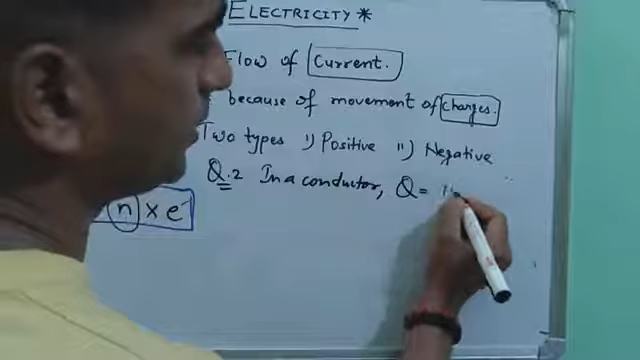 ELECTRICITY *
Flow of Current.
because of movement of charges.
Two types i) Positive ii) Negative
Q.2 In a conductor, Q =
n × e⁻